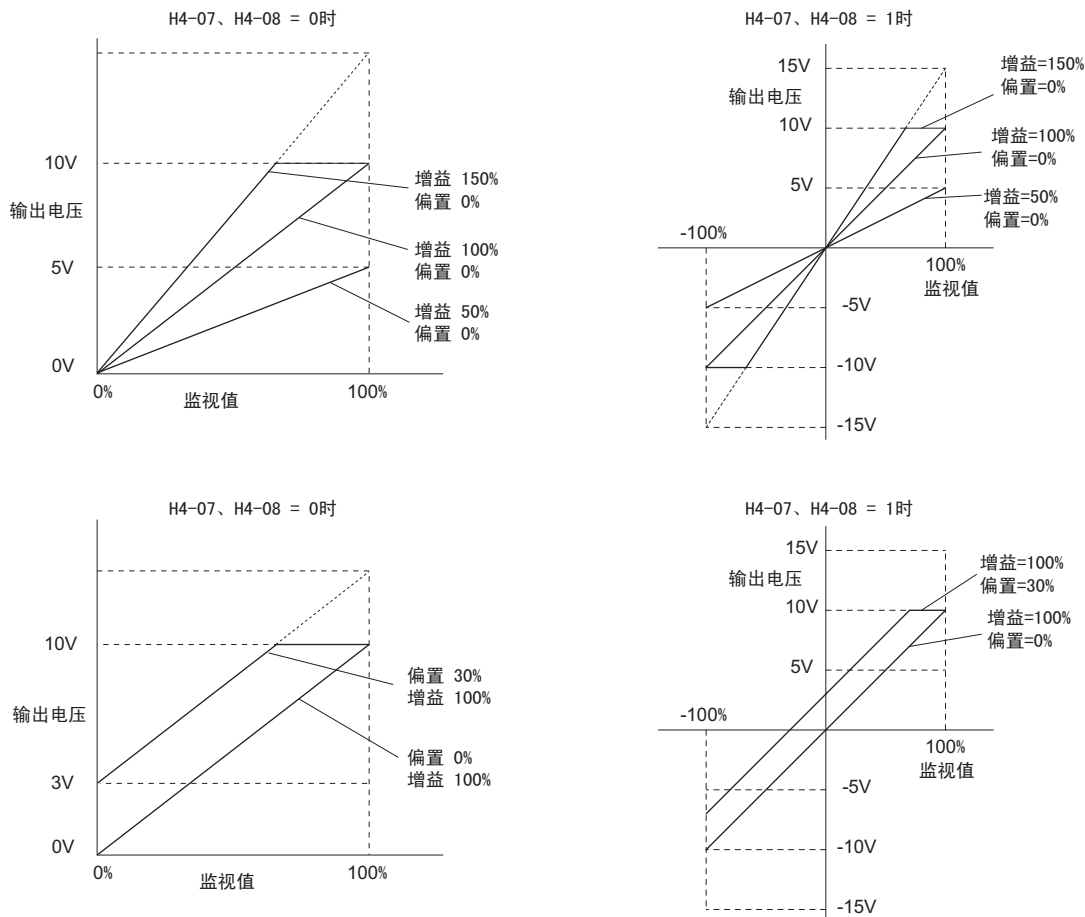 H4-07、H4-08 = 0时
10V
输出电压
5V
0V
0%
监视值
100%
增益 150%
偏置 0%
增益 100%
偏置 0%
增益 50%
偏置 0%
H4-07、H4-08 = 1时
15V
输出电压
10V
5V
-100%
100%
监视值
-5V
-10V
-15V
增益=150%
偏置=0%
增益=100%
偏置=0%
增益=50%
偏置=0%
H4-07、H4-08 = 0时
10V
输出电压
3V
0V
0%
监视值
100%
偏置 30%
增益 100%
偏置 0%
增益 100%
H4-07、H4-08 = 1时
15V
输出电压
10V
5V
-100%
100%
监视值
-5V
-10V
-15V
增益=100%
偏置=30%
增益=100%
偏置=0%